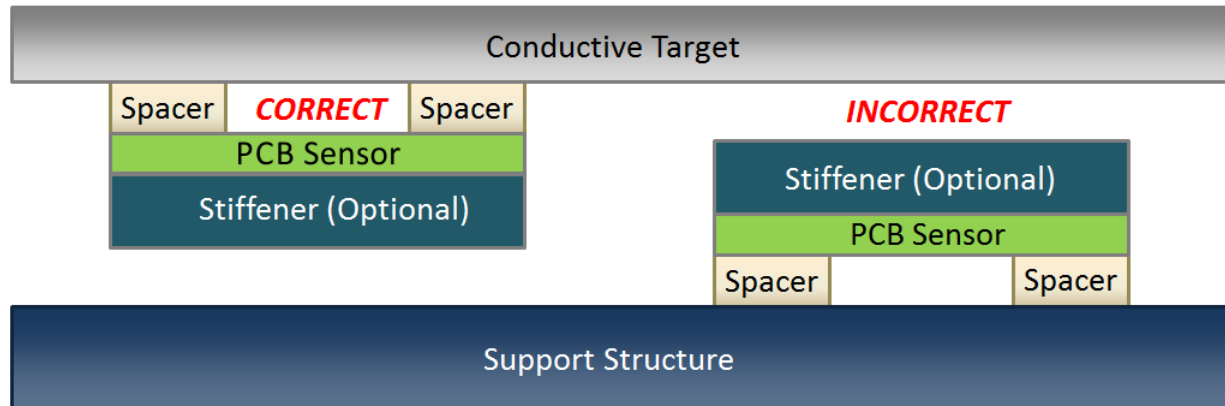 Conductive Target
Spacer CORRECT Spacer
INCORRECT
PCB Sensor
Stiffener (Optional)
Stiffener (Optional)
PCB Sensor
Spacer Spacer
Support Structure